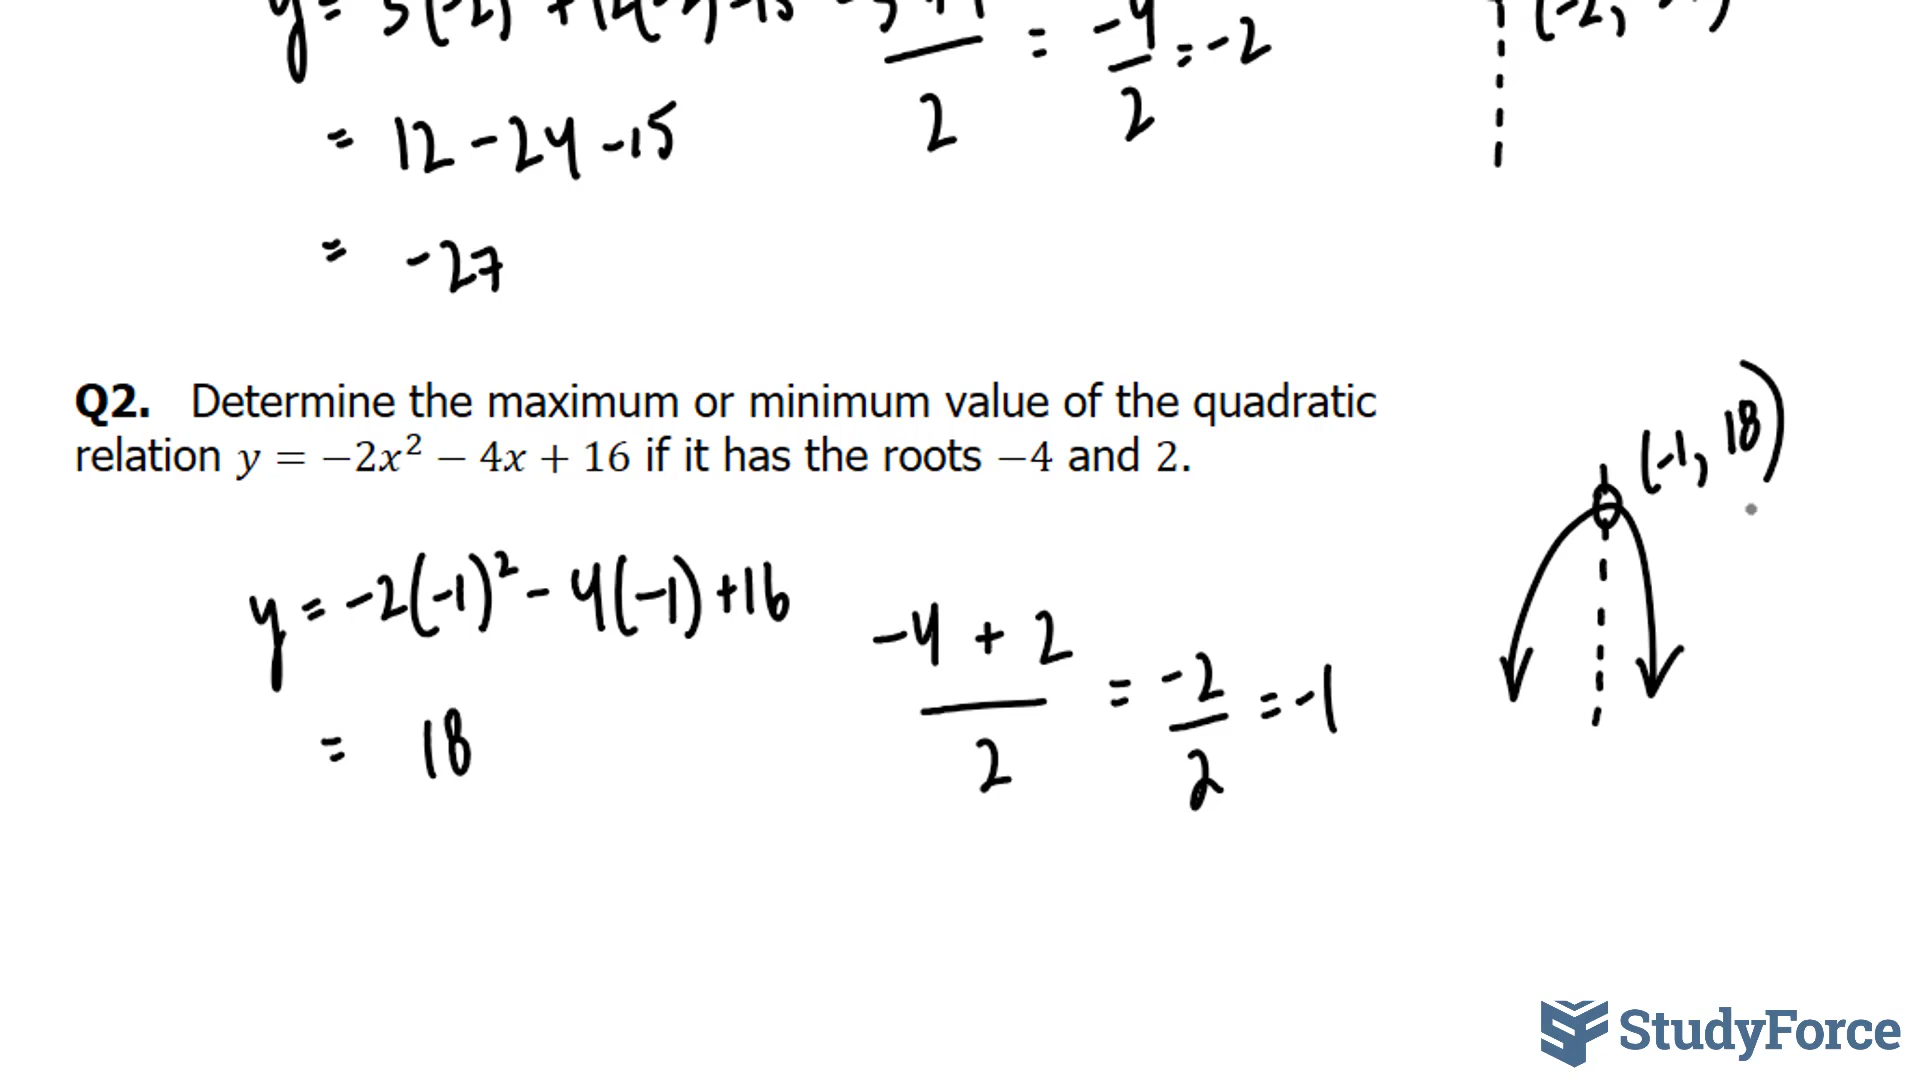 = 12 - 24 - 15
= -27
2
= -4/2 = -2
Q2. Determine the maximum or minimum value of the quadratic
relation y = −2x² − 4x + 16 if it has the roots −4 and 2.
(-1, 18)
y = -2(-1)² - 4(-1) + 16
= 18
-4 + 2
2
= -2/2 = -1
StudyForce